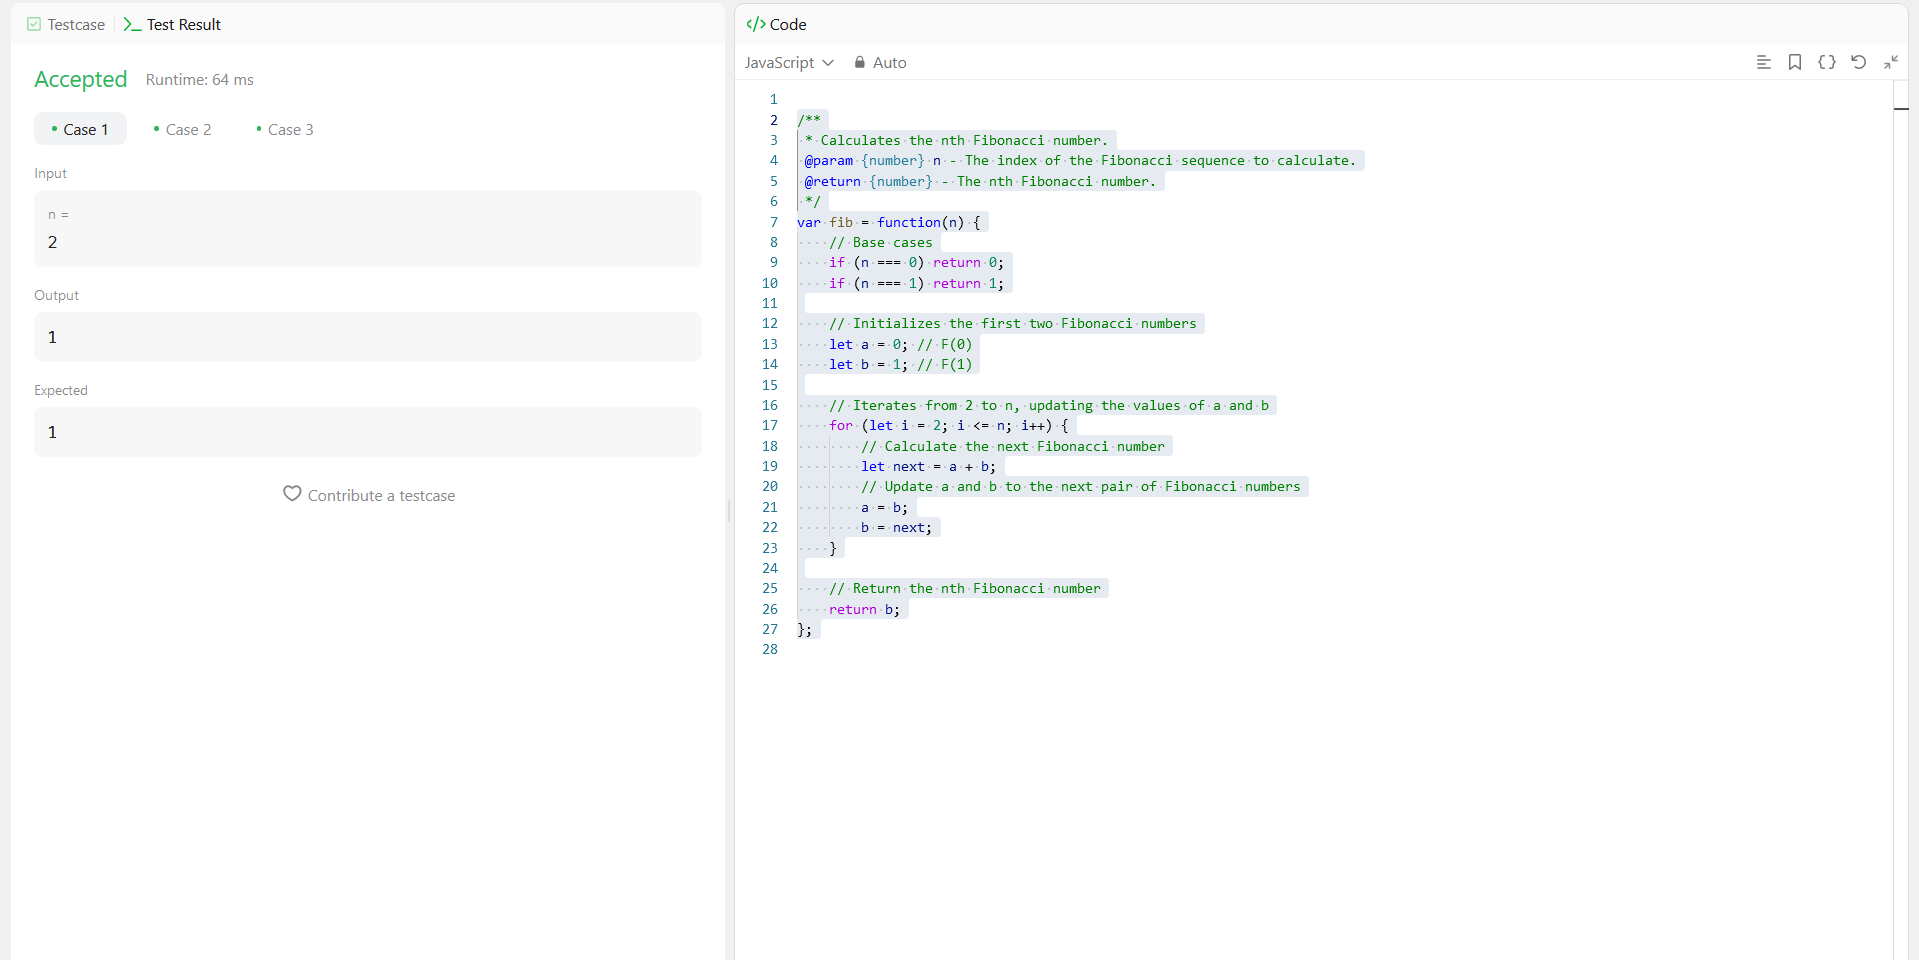 Testcase
Test Result
Accepted Runtime: 64 ms
Case 1 Case 2 Case 3
Input
n =
2
Output
1
Expected
1
Contribute a testcase
</> Code
JavaScript Auto
1
2 /**
3  * Calculates the nth Fibonacci number.
4  @param {number} n - The index of the Fibonacci sequence to calculate.
5  @return {number} - The nth Fibonacci number.
6  */
7 var fib = function(n) {
8     // Base cases
9     if (n === 0) return 0;
10     if (n === 1) return 1;
11
12     // Initializes the first two Fibonacci numbers
13     let a = 0; // F(0)
14     let b = 1; // F(1)
15
16     // Iterates from 2 to n, updating the values of a and b
17     for (let i = 2; i <= n; i++) {
18         // Calculate the next Fibonacci number
19         let next = a + b;
20         // Update a and b to the next pair of Fibonacci numbers
21         a = b;
22         b = next;
23     }
24
25     // Return the nth Fibonacci number
26     return b;
27 };
28